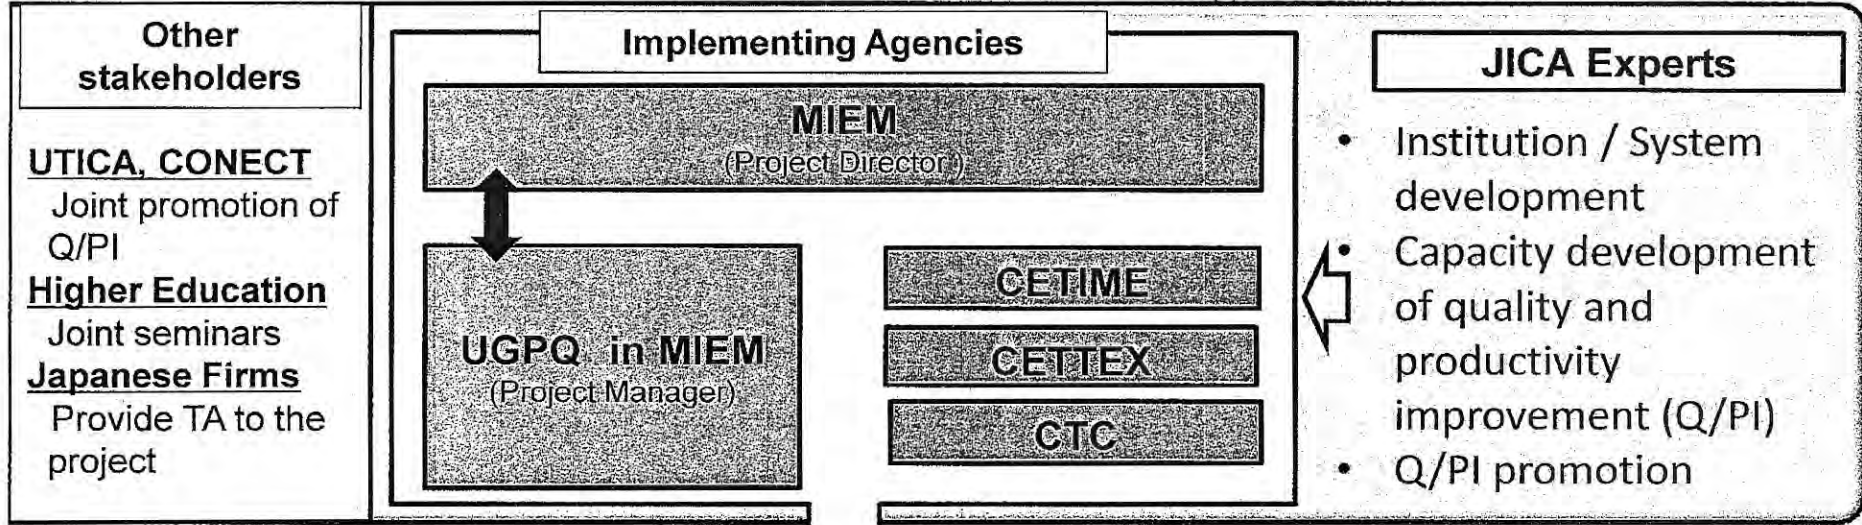 Other
stakeholders
UTICA, CONECT
Joint promotion of
Q/PI
Higher Education
Joint seminars
Japanese Firms
Provide TA to the
project
Implementing Agencies
MIEM
(Project Director )
UGPQ in MIEM
(Project Manager)
CETIME
CETTEX
CTC
JICA Experts
• Institution / System
development
• Capacity development
of quality and
productivity
improvement (Q/PI)
• Q/PI promotion